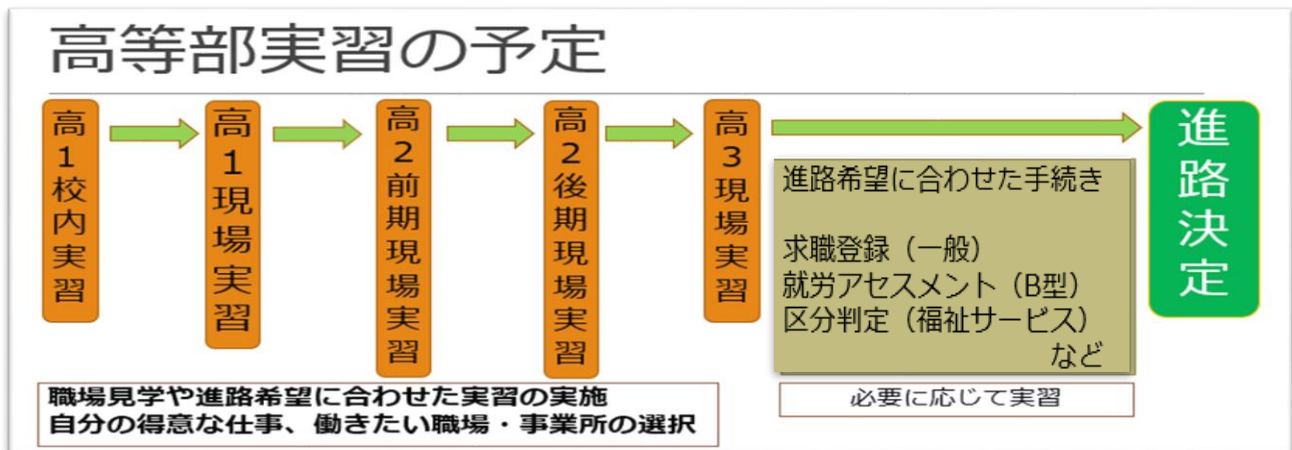 高等部実習の予定
高1校内実習
高1現場実習
高2前期現場実習
高2後期現場実習
高3現場実習
進路希望に合わせた手続き
求職登録（一般）
就労アセスメント（B型）
区分判定（福祉サービス）
など
進路決定
職場見学や進路希望に合わせた実習の実施
自分の得意な仕事、働きたい職場・事業所の選択
必要に応じて実習